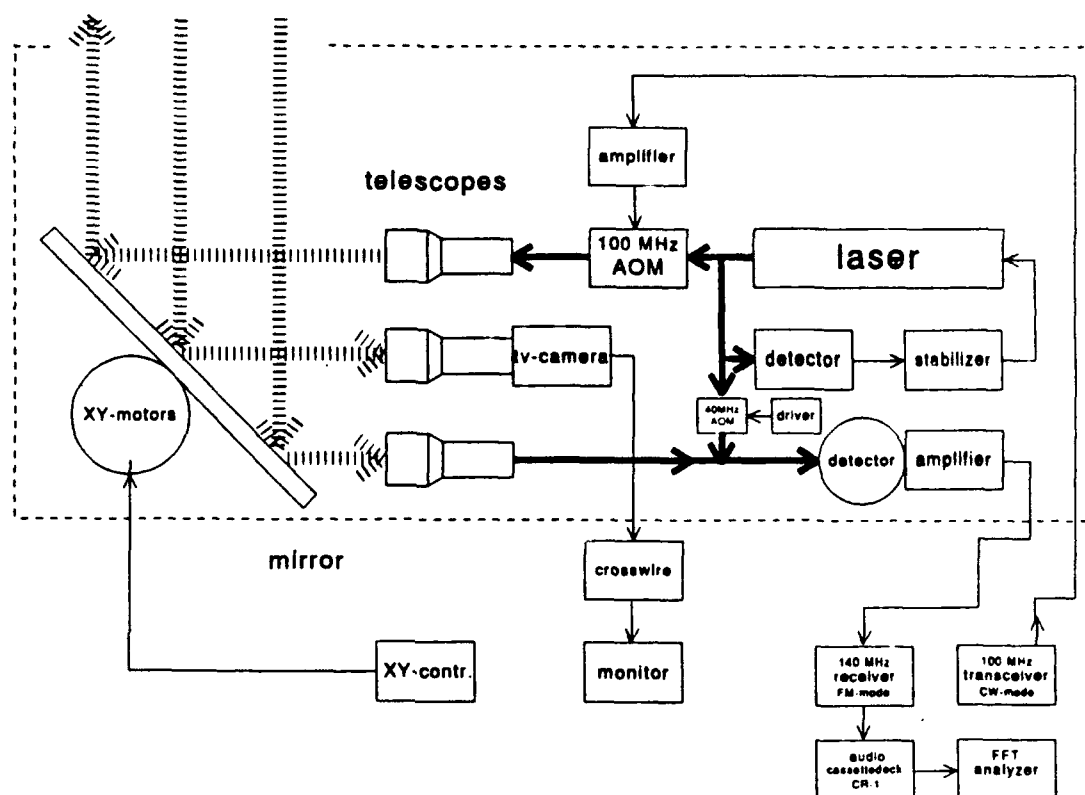 amplifier
telescopes
100 MHz
AOM
laser
tv-camera
detector
stabilizer
XY-motors
40MHz
AOM
driver
detector
amplifier
mirror
crosswire
XY-contr.
monitor
140 MHz
receiver
FM-mode
100 MHz
transceiver
CW-mode
audio
cassettedeck
CR-1
FFT
analyzer